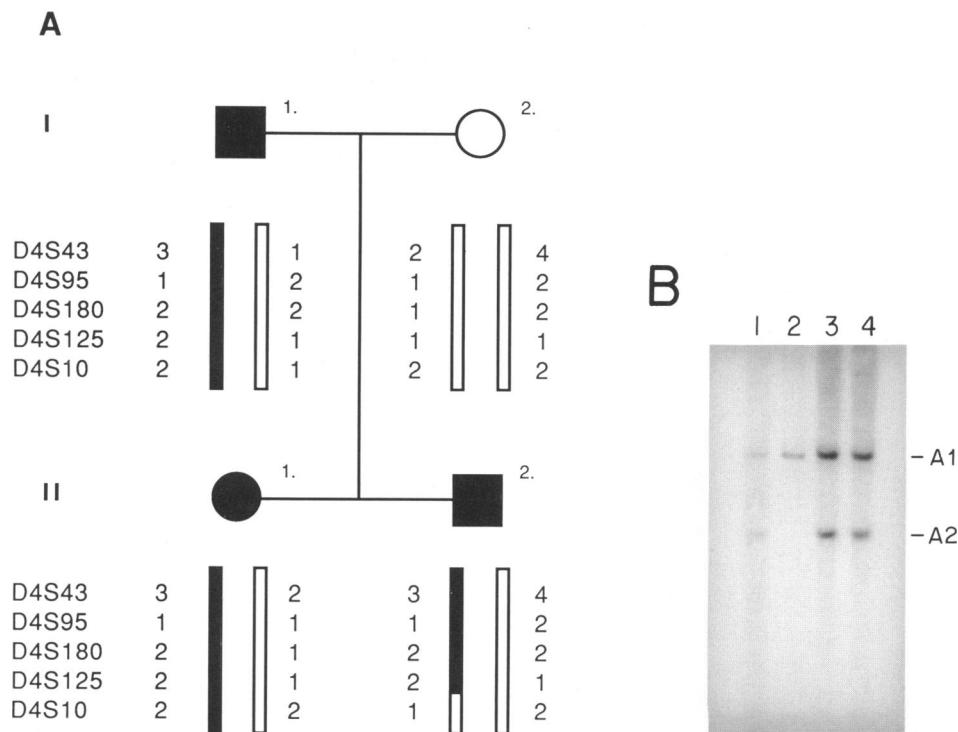 A
I
1.
2.
D4S43 3 1 2 4
D4S95 1 2 1 2
D4S180 2 2 1 2
D4S125 2 1 1 1
D4S10 2 1 2 2
II
1.
2.
D4S43 3 2 3 4
D4S95 1 1 1 2
D4S180 2 1 2 2
D4S125 2 1 2 1
D4S10 2 2 1 2
B
1 2 3 4
-A1
-A2